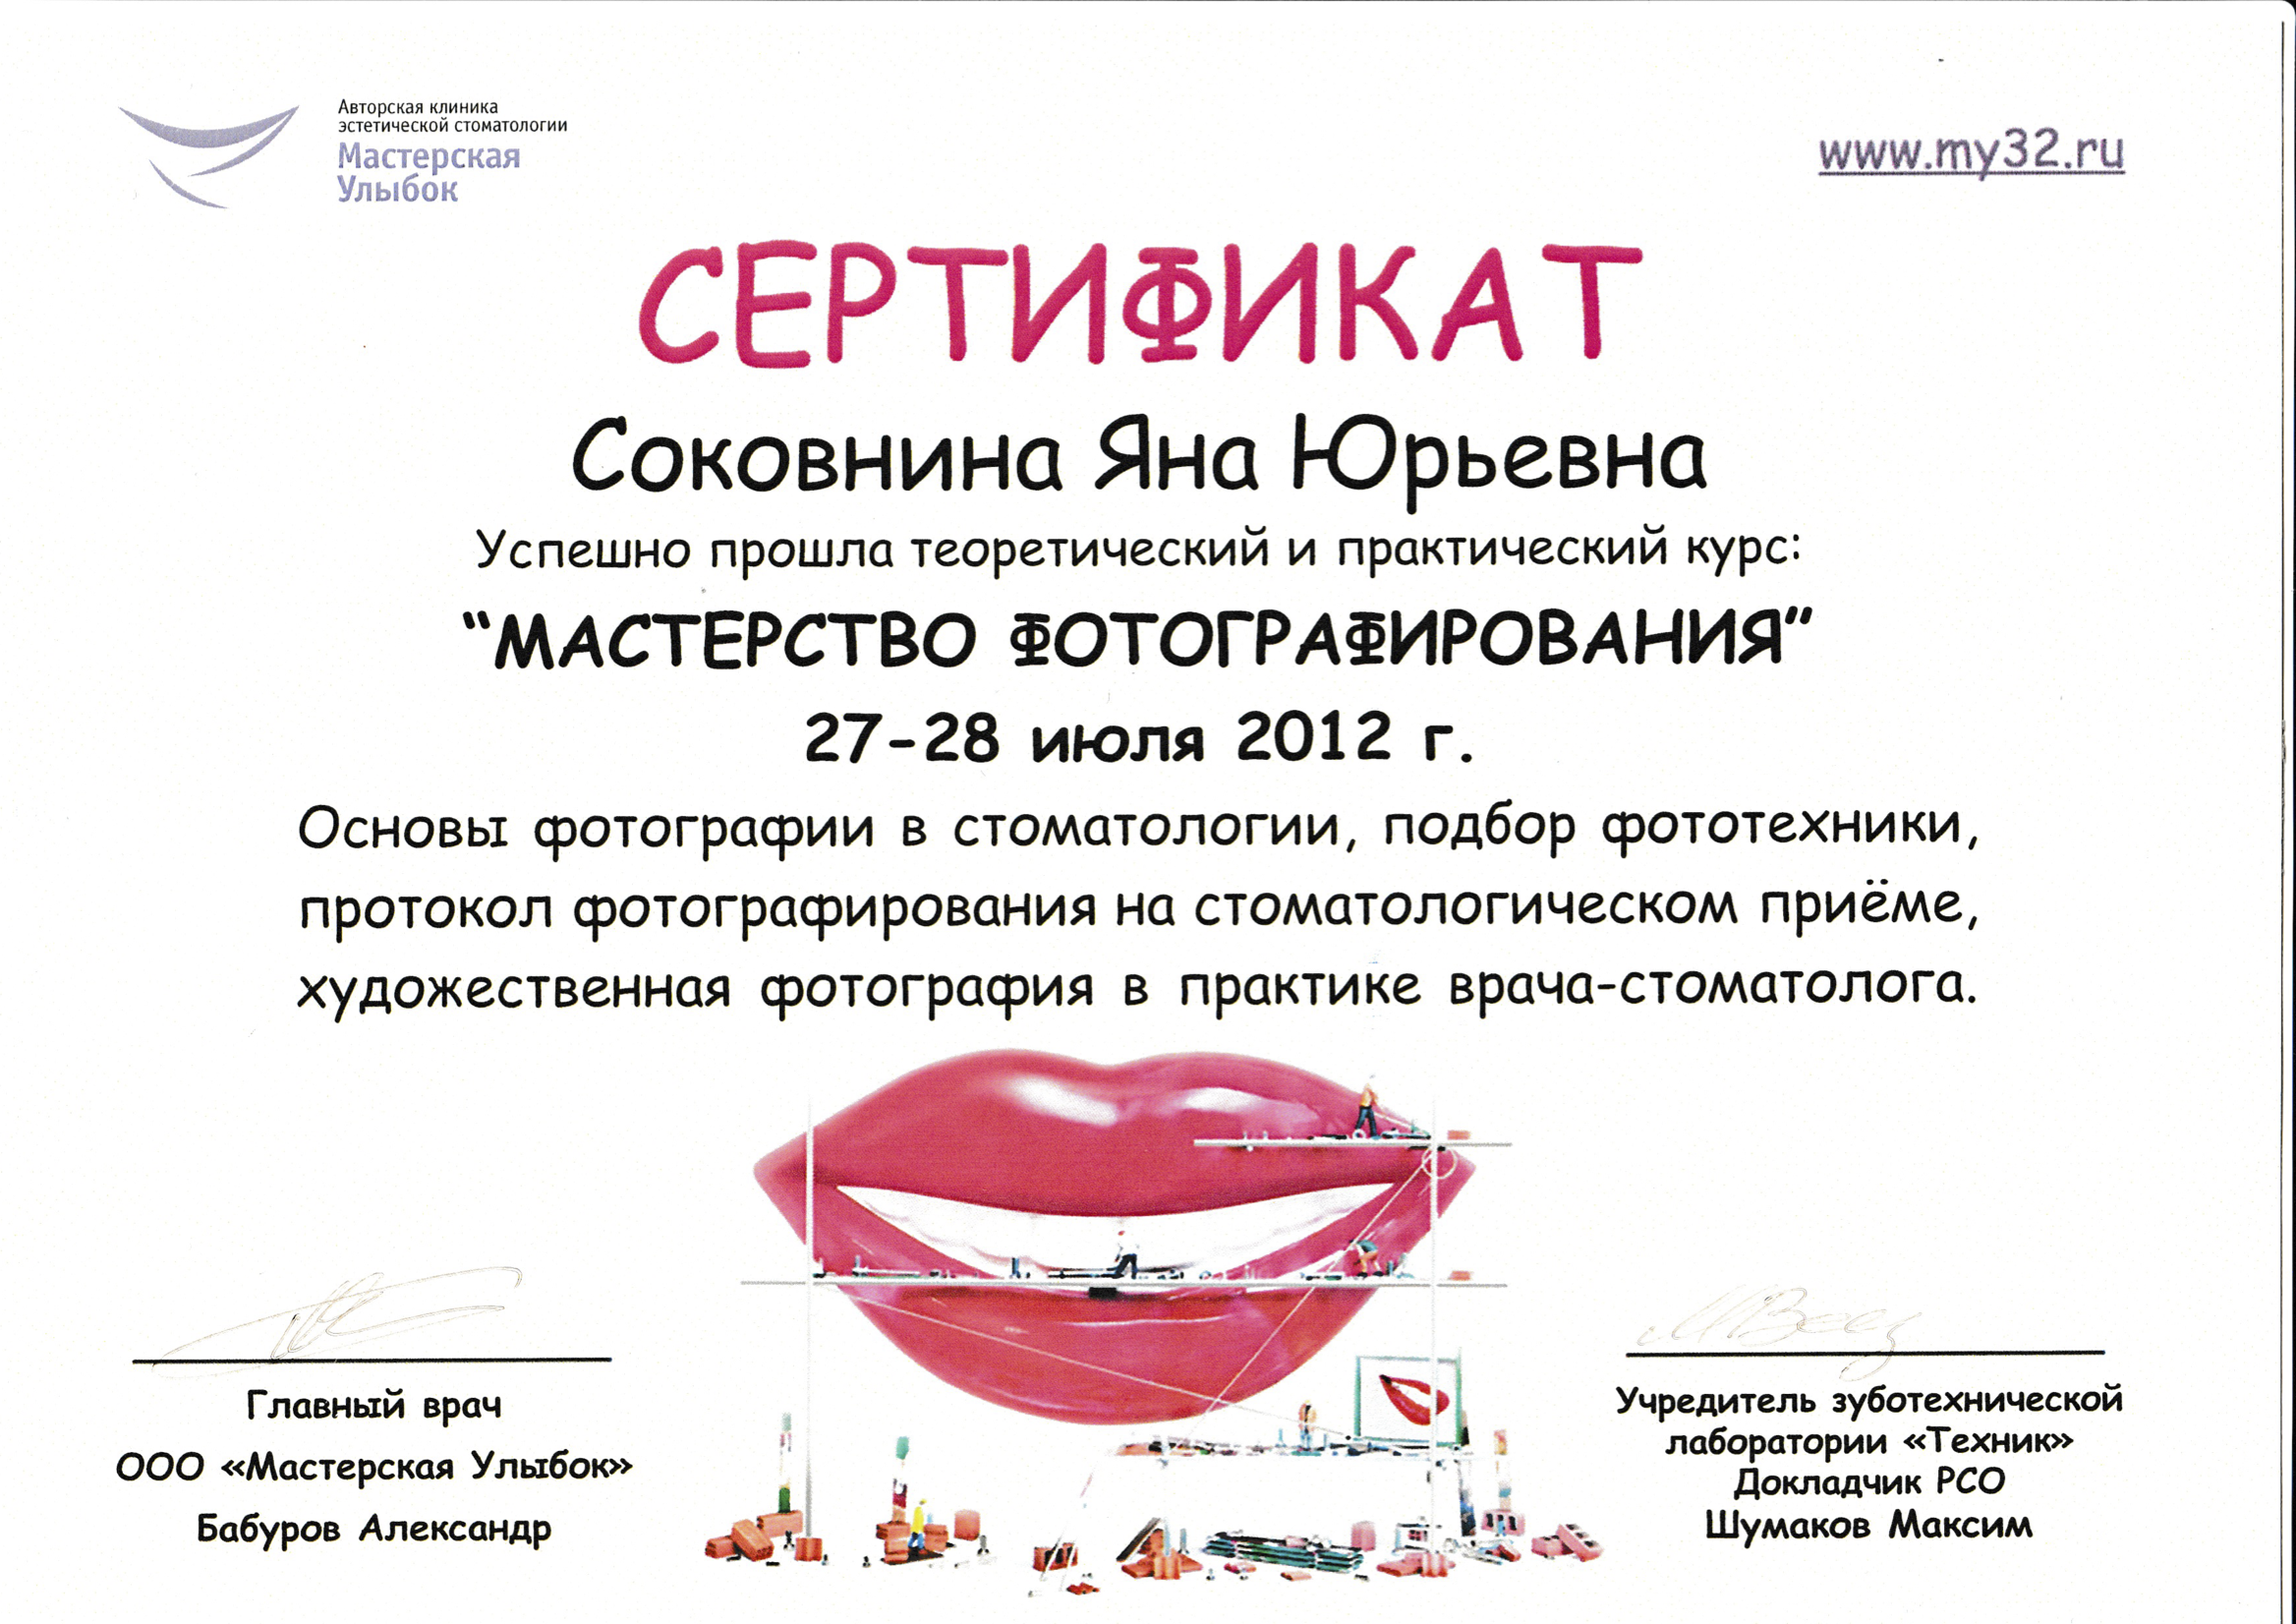 Авторская клиника
эстетической стоматологии
Мастерская
Улыбок
www.my32.ru
СЕРТИФИКАТ
Соковнина Яна Юрьевна
Успешно прошла теоретический и практический курс:
“МАСТЕРСТВО ФОТОГРАФИРОВАНИЯ”
27-28 июля 2012 г.
Основы фотографии в стоматологии, подбор фототехники,
протокол фотографирования на стоматологическом приёме,
художественная фотография в практике врача-стоматолога.
Главный врач
ООО «Мастерская Улыбок»
Бабуров Александр
Учредитель зуботехнической
лаборатории «Техник»
Докладчик РСО
Шумаков Максим